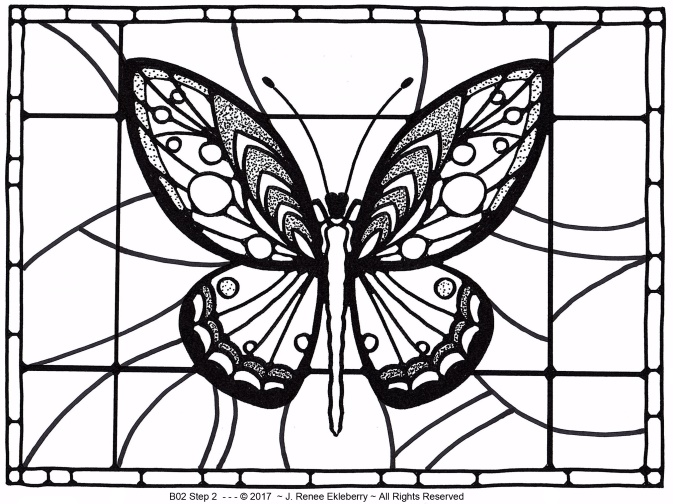 B02 Step 2 - - - © 2017 ~ J. Renee Ekleberry ~ All Rights Reserved